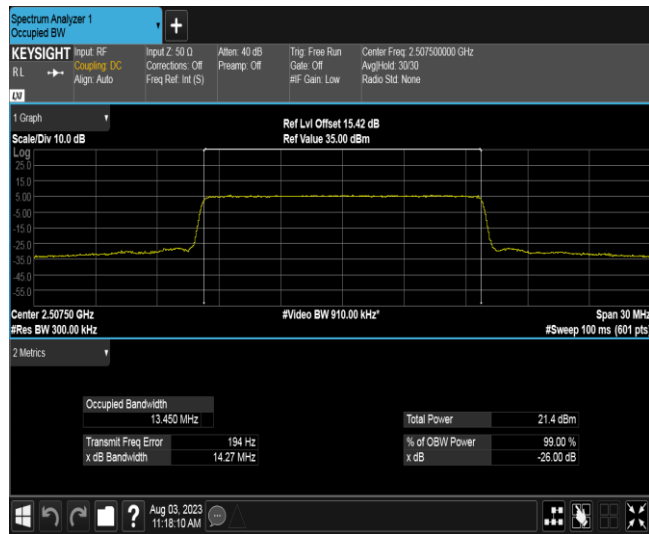 Spectrum Analyzer 1
Occupied BW
+
KEYSIGHT
RL
LXI
Input: RF
Coupling: DC
Align: Auto
Input Z: 50 Ω
Corrections: Off
Freq Ref: Int (S)
Atten: 40 dB
Preamp: Off
Trig: Free Run
Gate: Off
#IF Gain: Low
Center Freq: 2.507500000 GHz
Avg|Hold: 30/30
Radio Std: None
1 Graph
Scale/Div 10.0 dB
Ref Lvl Offset 15.42 dB
Ref Value 35.00 dBm
Log
25.0
15.0
5.00
-5.00
-15.0
-25.0
-35.0
-45.0
-55.0
Center 2.50750 GHz
#Res BW 300.00 kHz
#Video BW 910.00 kHz*
Span 30 MHz
#Sweep 100 ms (601 pts)
2 Metrics
Occupied Bandwidth
13.450 MHz
Transmit Freq Error 194 Hz
x dB Bandwidth 14.27 MHz
Total Power 21.4 dBm
% of OBW Power 99.00 %
x dB -26.00 dB
?
Aug 03, 2023
11:18:10 AM